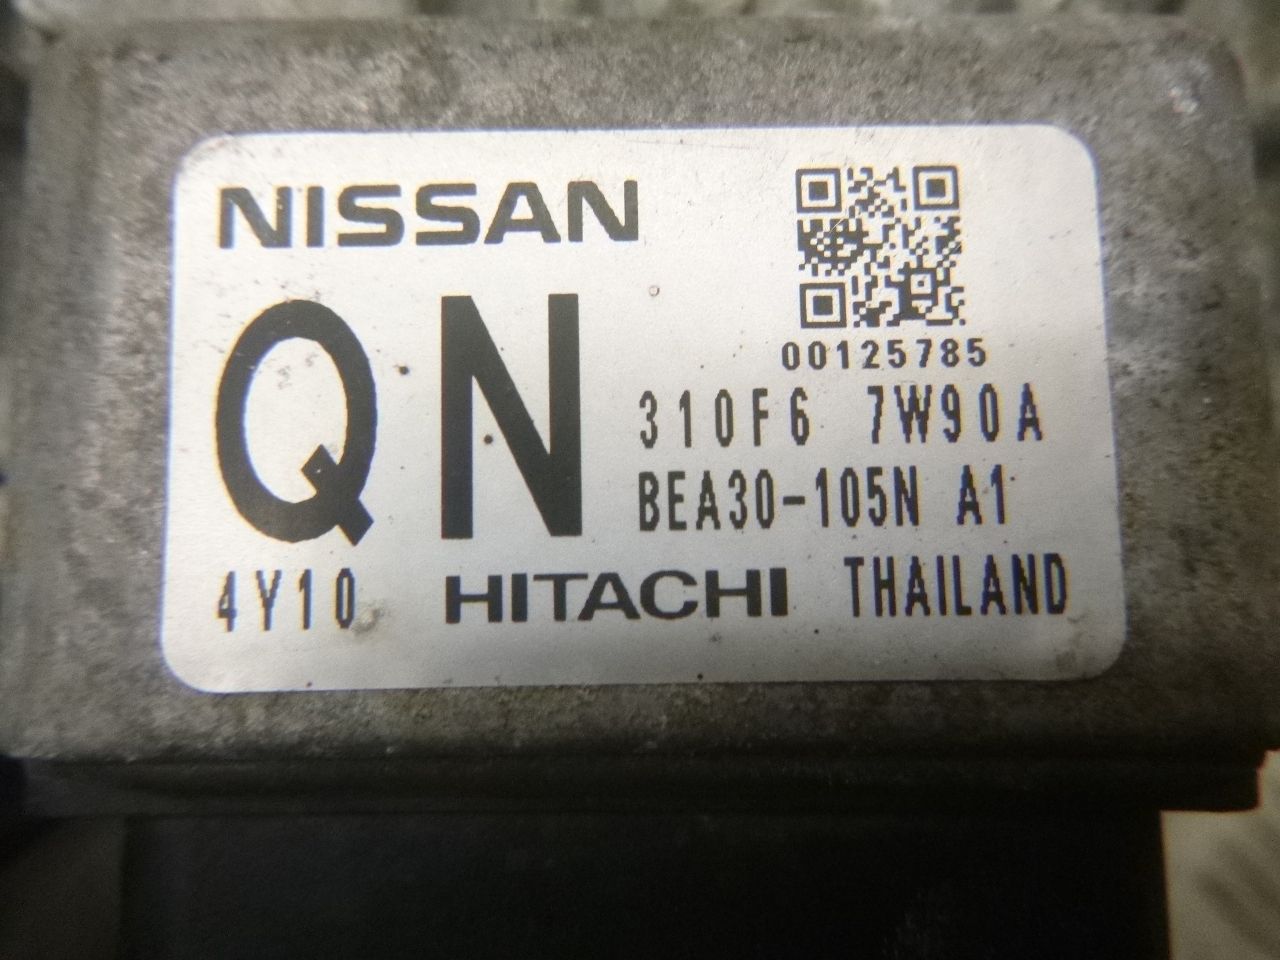 NISSAN
QN
00125785
310F6 7W90A
BEA30-105N A1
4Y10 HITACHI THAILAND